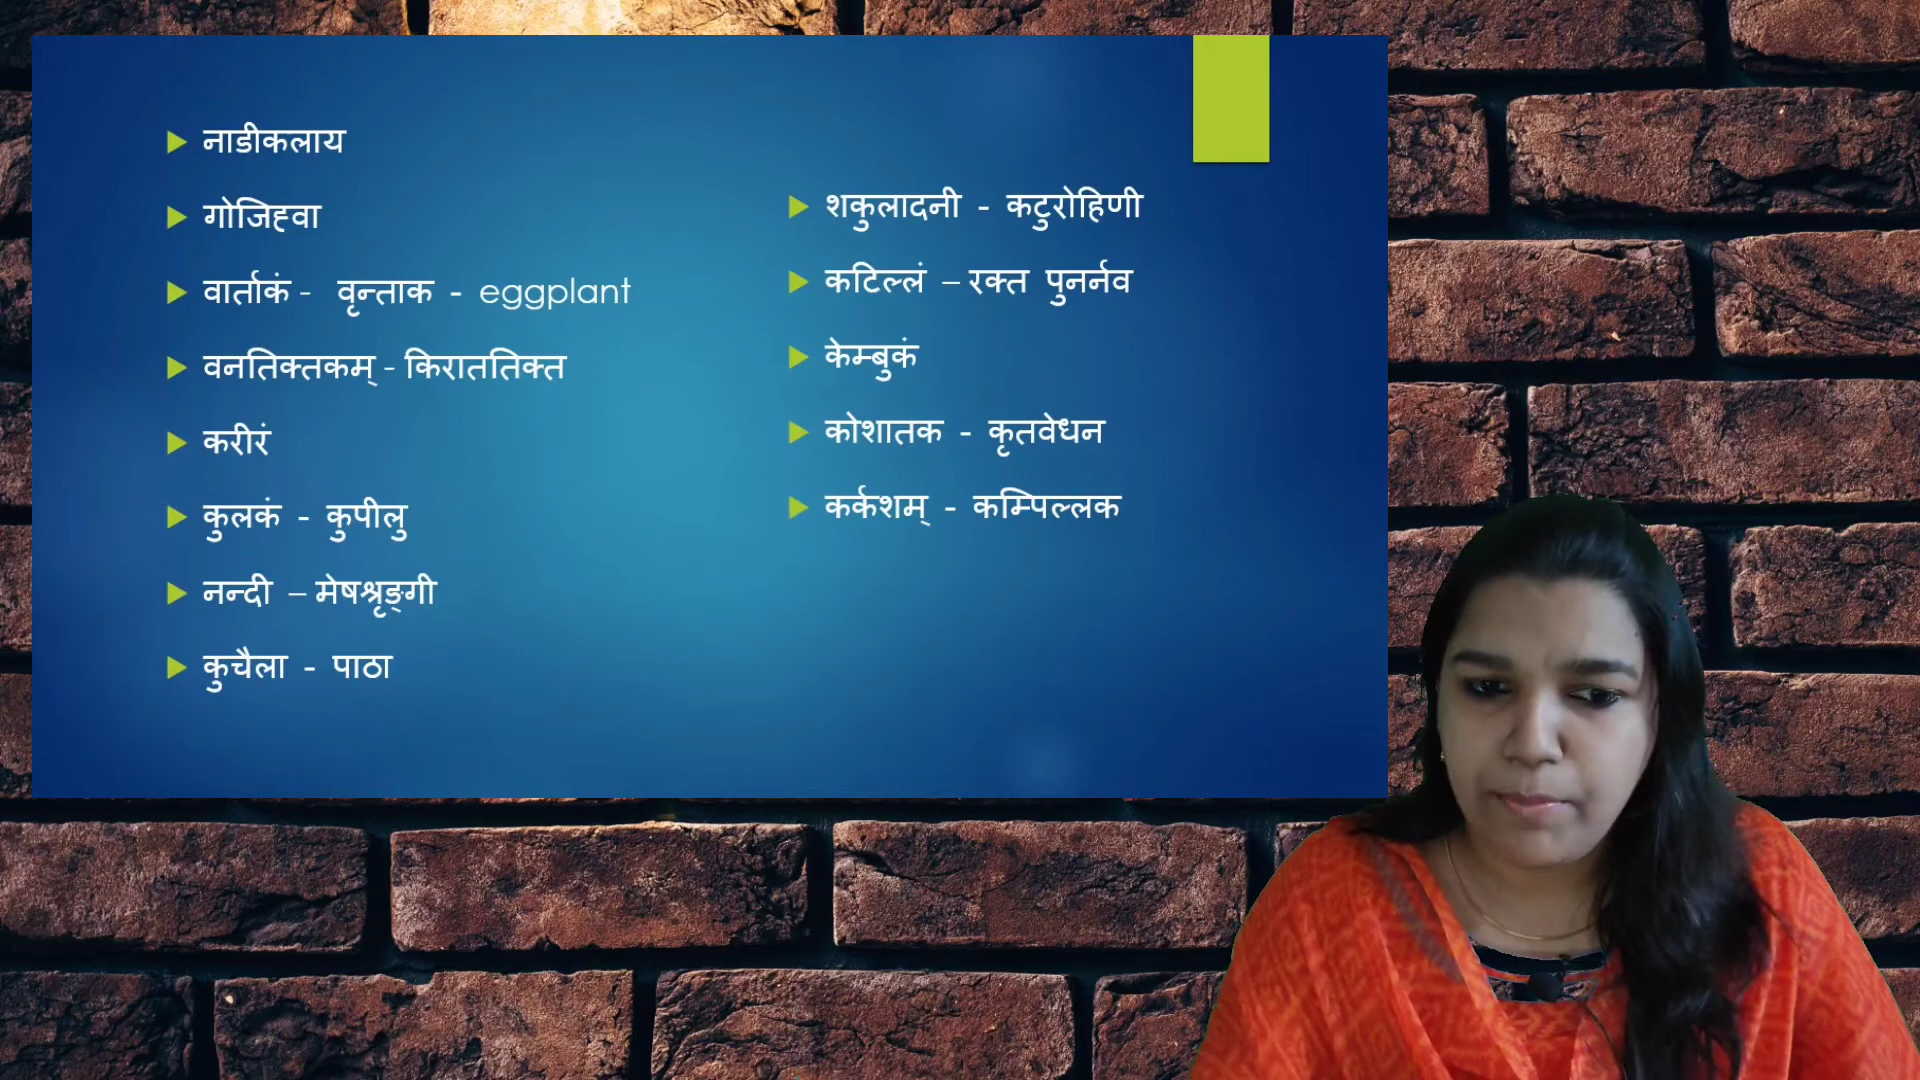 नाडीकलाय
गोजिह्वा
वार्ताकं - वृन्ताक - eggplant
वनतिक्तकम् - किराततिक्त
करीरं
कुलकं - कुपीलु
नन्दी – मेषश्रृङ्गी
कुचैला - पाठा
शकुलादनी - कटुरोहिणी
कटिल्लं – रक्त पुनर्नव
केम्बुकं
कोशातक - कृतवेधन
कर्कशम् - कम्पिल्लक